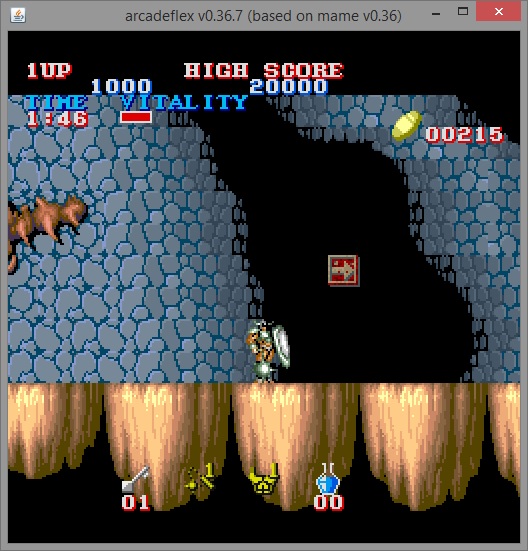 arcadeflex v0.36.7 (based on mame v0.36)
1UP HIGH SCORE
1000 20000
TIME VITALITY
1:46 00215
1 1
01 00